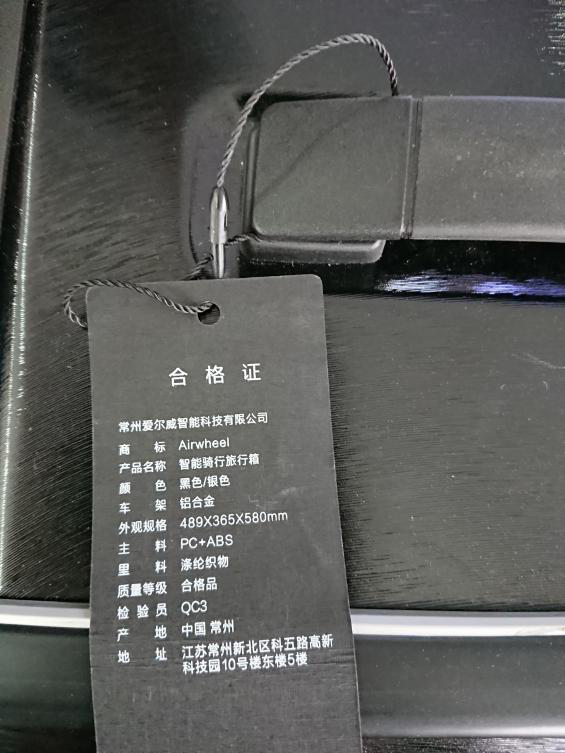 合格证
常州爱尔威智能科技有限公司
商 标 Airwheel
产品名称 智能骑行旅行箱
颜 色 黑色/银色
车 架 铝合金
外观规格 489X365X580mm
主 料 PC+ABS
里 料 涤纶织物
质量等级 合格品
检 验 员 QC3
产 地 中国 常州
地 址 江苏常州新北区科五路高新
科技园10号楼东楼5楼